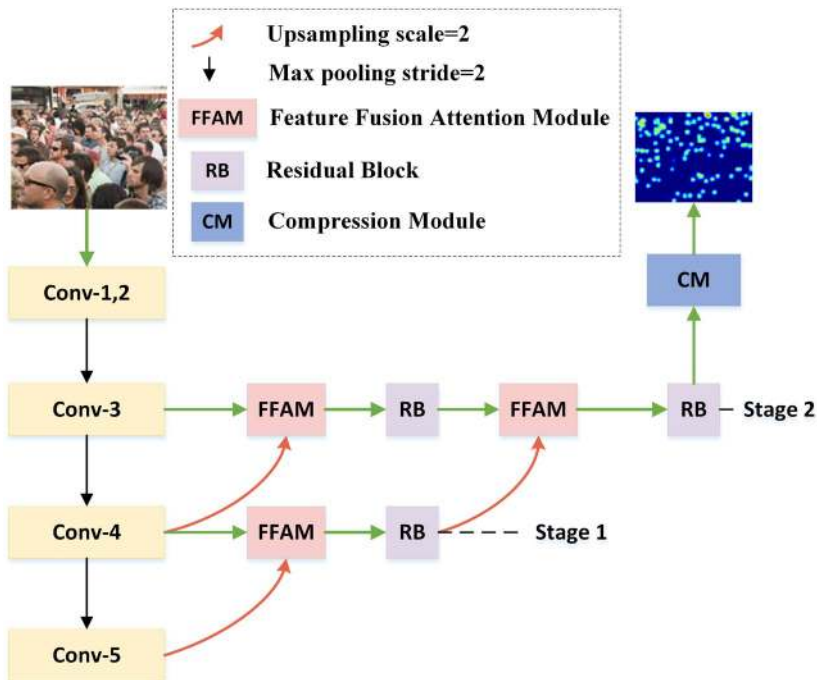 Upsampling scale=2
Max pooling stride=2
FFAM Feature Fusion Attention Module
RB Residual Block
CM Compression Module
Conv-1,2
CM
Conv-3 FFAM RB FFAM RB Stage 2
Conv-4 FFAM RB Stage 1
Conv-5